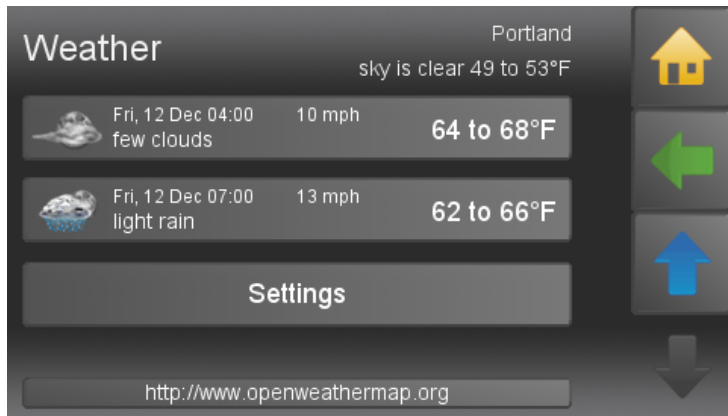 Weather
Portland
sky is clear 49 to 53°F
Fri, 12 Dec 04:00 10 mph
few clouds
64 to 68°F
Fri, 12 Dec 07:00 13 mph
light rain
62 to 66°F
Settings
http://www.openweathermap.org